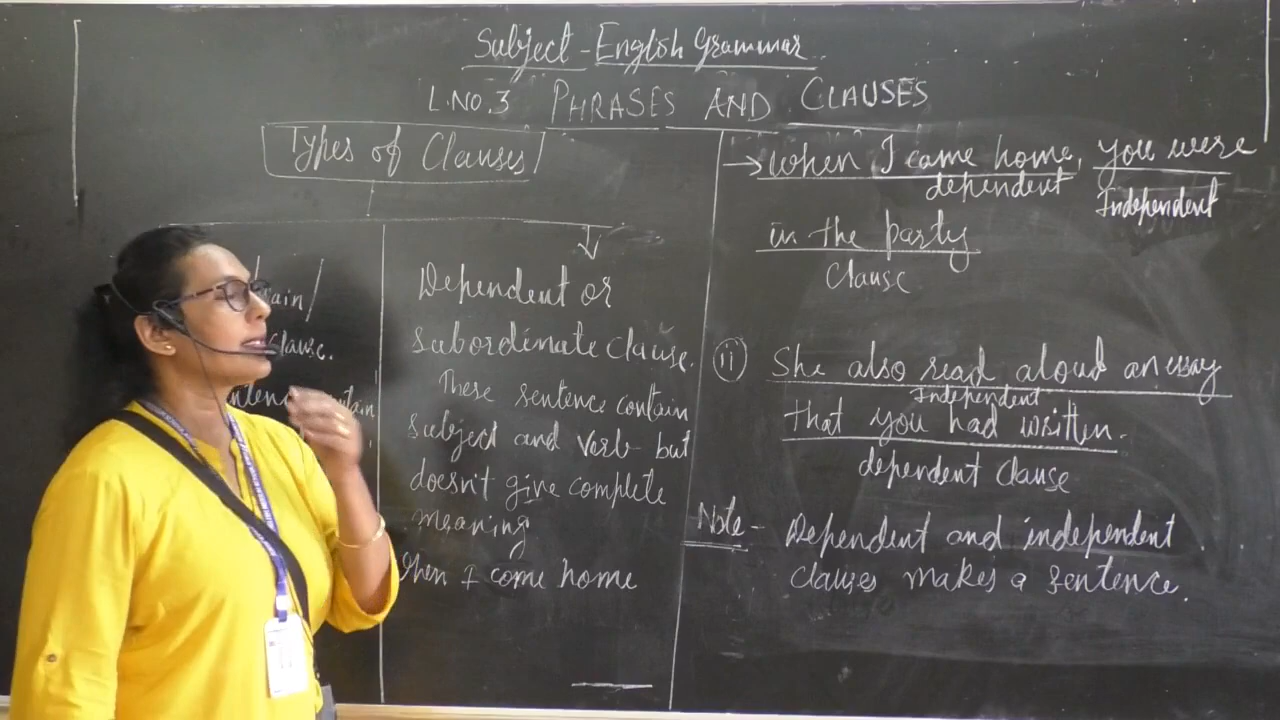 Subject - English Grammar
L.NO.3 PHRASES AND CLAUSES
Types of Clauses
ain/
clause.
Dependent or
subordinate clause.
These sentence contain
subject and verb but
doesn't give complete
meaning
When I come home
→ When I came home, you were
dependent Independent
in the party
Clause
(ii) She also read aloud an essay
Independent
that you had written.
dependent clause
Note - Dependent and independent
clauses makes a sentence.